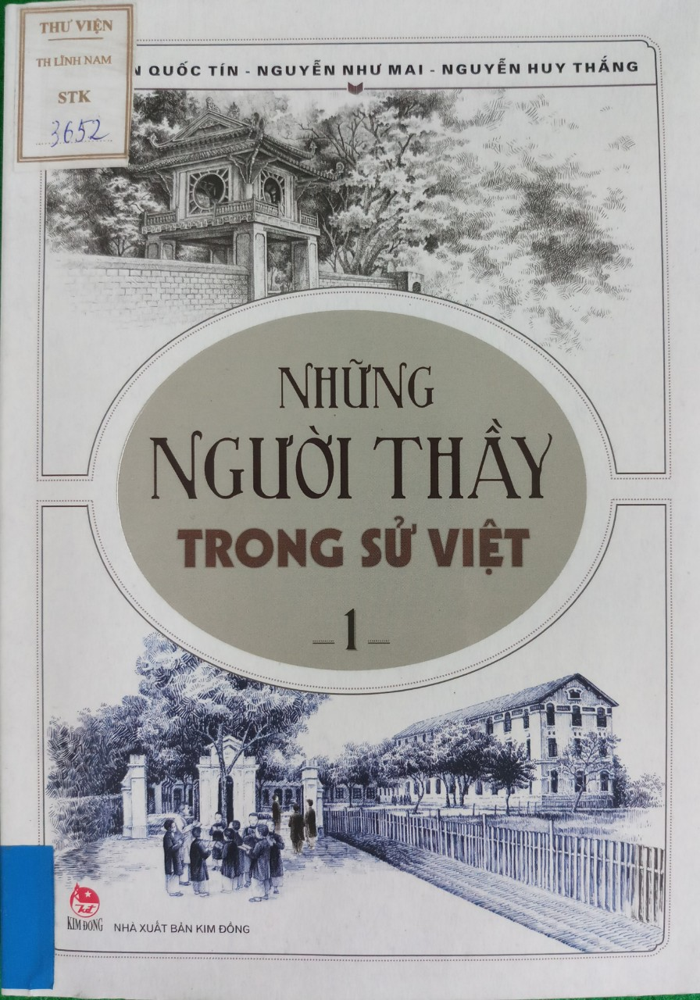 THƯ VIỆN
TH LĨNH NAM
STK
3652
N QUỐC TÍN - NGUYỄN NHƯ MAI - NGUYỄN HUY THẮNG
NHỮNG
NGƯỜI THẦY
TRONG SỬ VIỆT
1
KIM ĐỒNG
NHÀ XUẤT BẢN KIM ĐỒNG